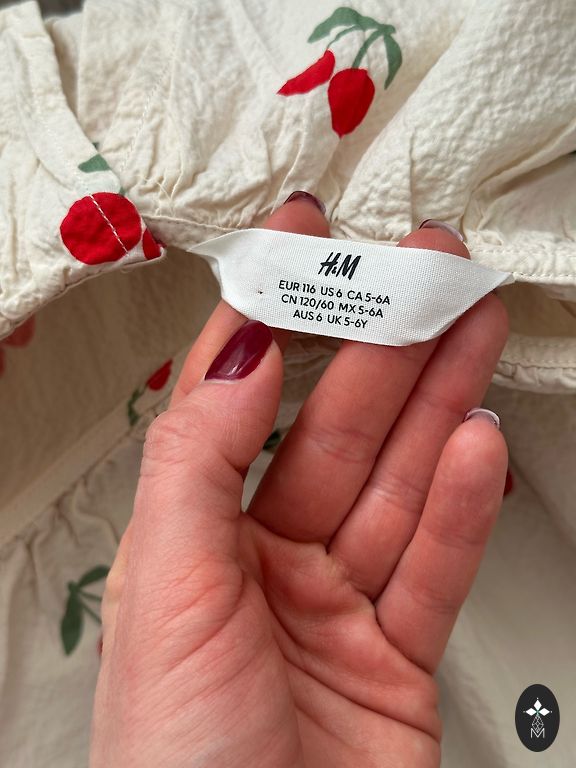 H&M
EUR 116 US 6 CA 5-6A
CN 120/60 MX 5-6A
AUS 6 UK 5-6Y
M